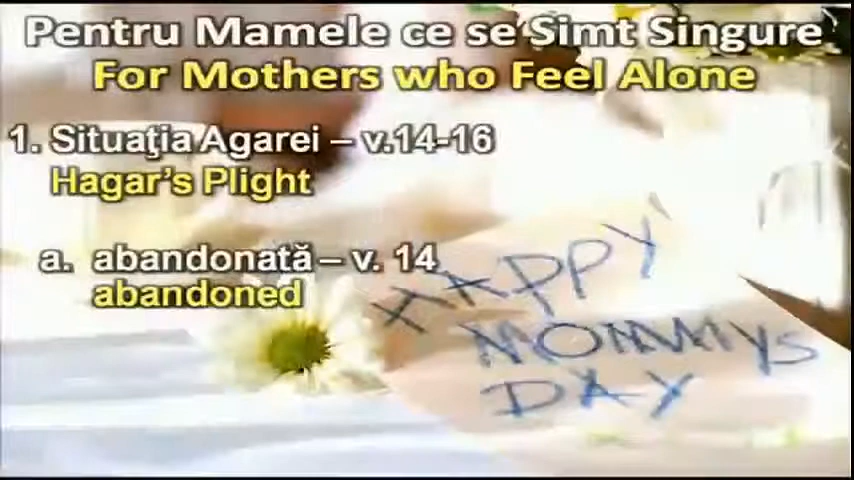 Pentru Mamele ce se Simt Singure
For Mothers who Feel Alone
1. Situaţia Agarei – v.14-16
Hagar's Plight
a. abandonată – v. 14
abandoned
HAPPY
MOMMYS
DAY